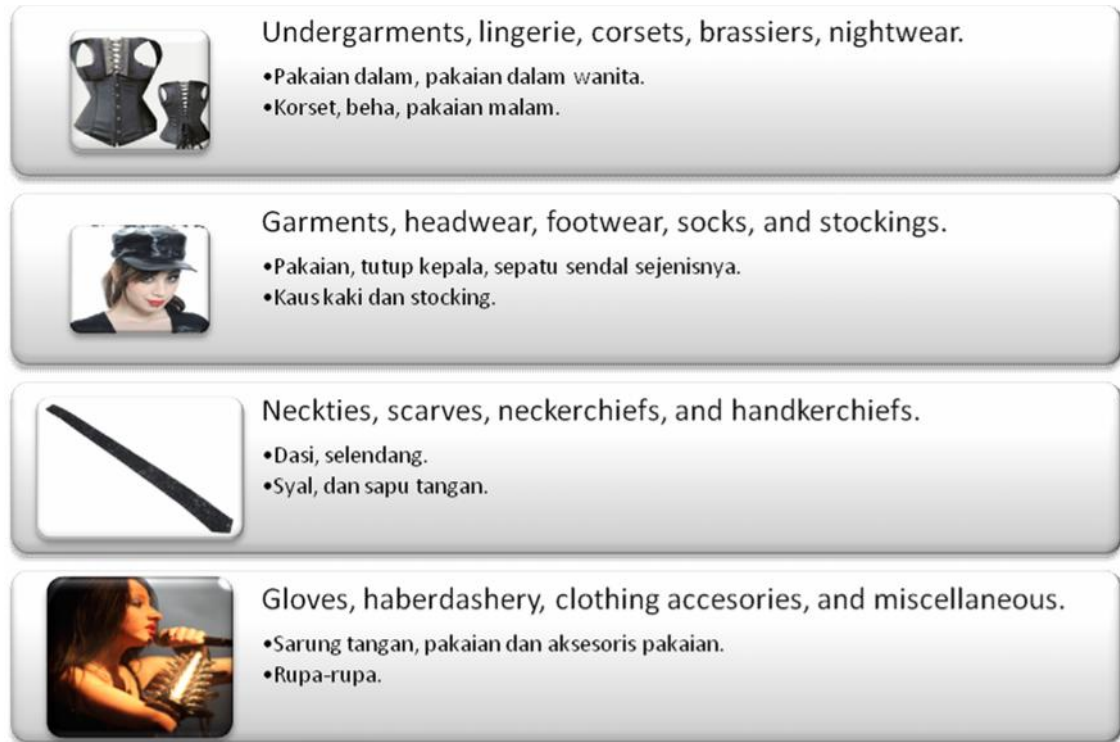 Undergarments, lingerie, corsets, brassiers, nightwear.
•Pakaian dalam, pakaian dalam wanita.
•Korset, beha, pakaian malam.
Garments, headwear, footwear, socks, and stockings.
•Pakaian, tutup kepala, sepatu sendal sejenisnya.
•Kaus kaki dan stocking.
Neckties, scarves, neckerchiefs, and handkerchiefs.
•Dasi, selendang.
•Syal, dan sapu tangan.
Gloves, haberdashery, clothing accesories, and miscellaneous.
•Sarung tangan, pakaian dan aksesoris pakaian.
•Rupa-rupa.